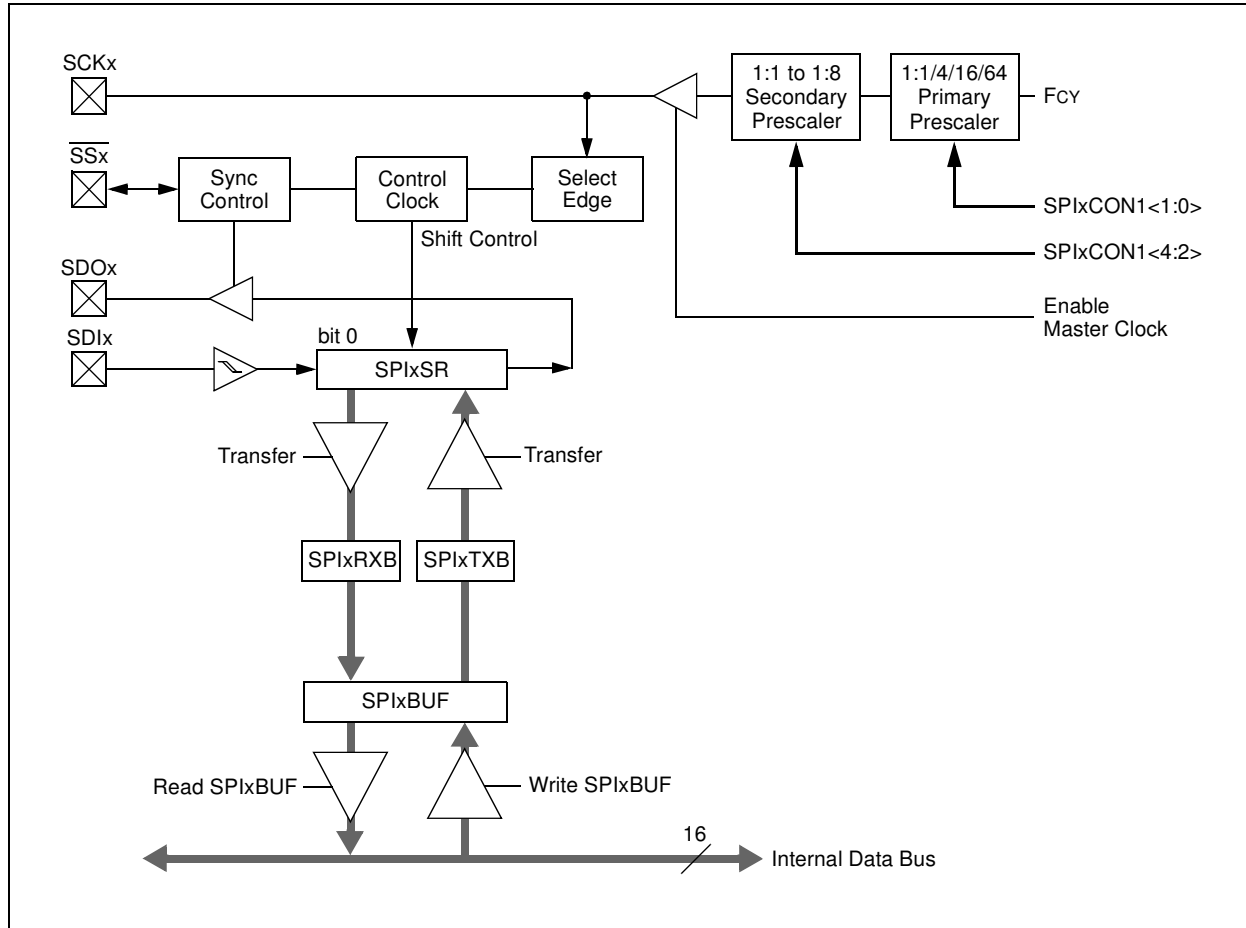 SCKx
1:1 to 1:8
Secondary
Prescaler
1:1/4/16/64
Primary
Prescaler
FCY
SSx
Sync
Control
Control
Clock
Select
Edge
SPIxCON1<1:0>
Shift Control
SPIxCON1<4:2>
SDOx
Enable
Master Clock
SDIx
bit 0
SPIxSR
Transfer
Transfer
SPIxRXB
SPIxTXB
SPIxBUF
Read SPIxBUF
Write SPIxBUF
16
Internal Data Bus